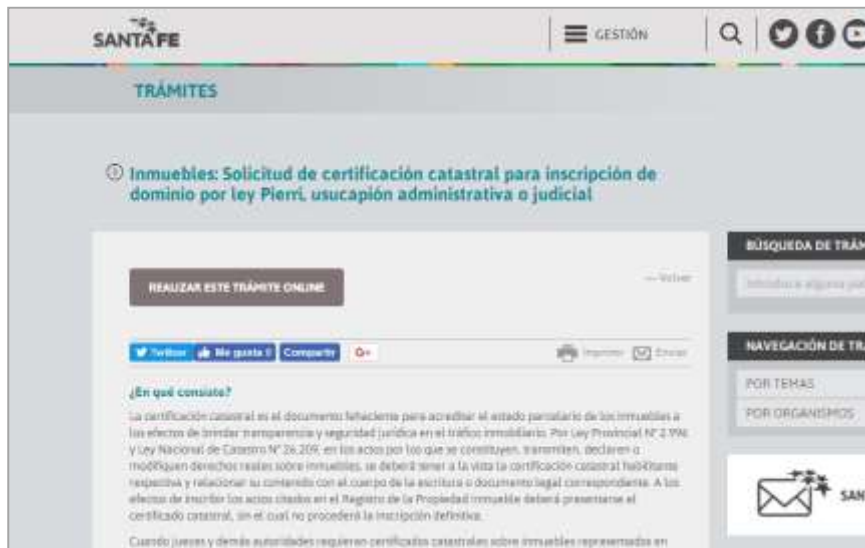 SANTA FE
GESTIÓN
TRÁMITES
Inmuebles: Solicitud de certificación catastral para inscripción de
dominio por ley Pierri, usucapión administrativa o judicial
REALIZAR ESTE TRÁMITE ONLINE
Volver
BÚSQUEDA DE TRÁM
Introduzca alguna pal
Twittear Me gusta 0 Compartir G+
Imprimir Enviar
NAVEGACIÓN DE TRÁ
POR TEMAS
POR ORGANISMOS
¿En qué consiste?
La certificación catastral es el documento fehaciente para acreditar el estado parcelario de los inmuebles a
los efectos de brindar transparencia y seguridad jurídica en el tráfico inmobiliario. Por Ley Provincial Nº 2.996
y Ley Nacional de Catastro Nº 26.209, en los actos por los que se constituyen, transmiten, declaren o
modifiquen derechos reales sobre inmuebles, se deberá tener a la vista la certificación catastral habilitante
respectiva y relacionar su contenido con el cuerpo de la escritura o documento legal correspondiente. A los
efectos de inscribir los actos citados en el Registro de la Propiedad Inmueble deberá presentarse el
certificado catastral, sin el cual no procederá la inscripción definitiva.
Cuando jueces y demás autoridades requieran certificados catastrales sobre inmuebles representados en
SAN